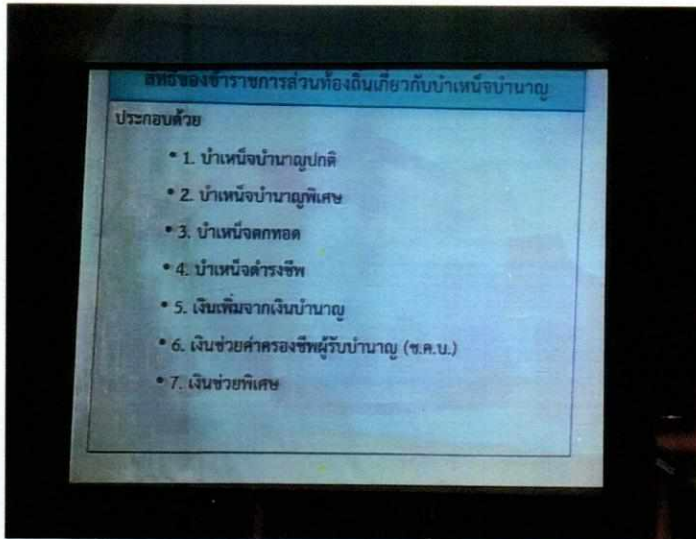 สิทธิของข้าราชการส่วนท้องถิ่นเกี่ยวกับบำเหน็จบำนาญ
ประกอบด้วย
• 1. บำเหน็จบำนาญปกติ
• 2. บำเหน็จบำนาญพิเศษ
• 3. บำเหน็จตกทอด
• 4. บำเหน็จดำรงชีพ
• 5. เงินเพิ่มจากเงินบำนาญ
• 6. เงินช่วยค่าครองชีพผู้รับบำนาญ (ช.ค.บ.)
• 7. เงินช่วยพิเศษ